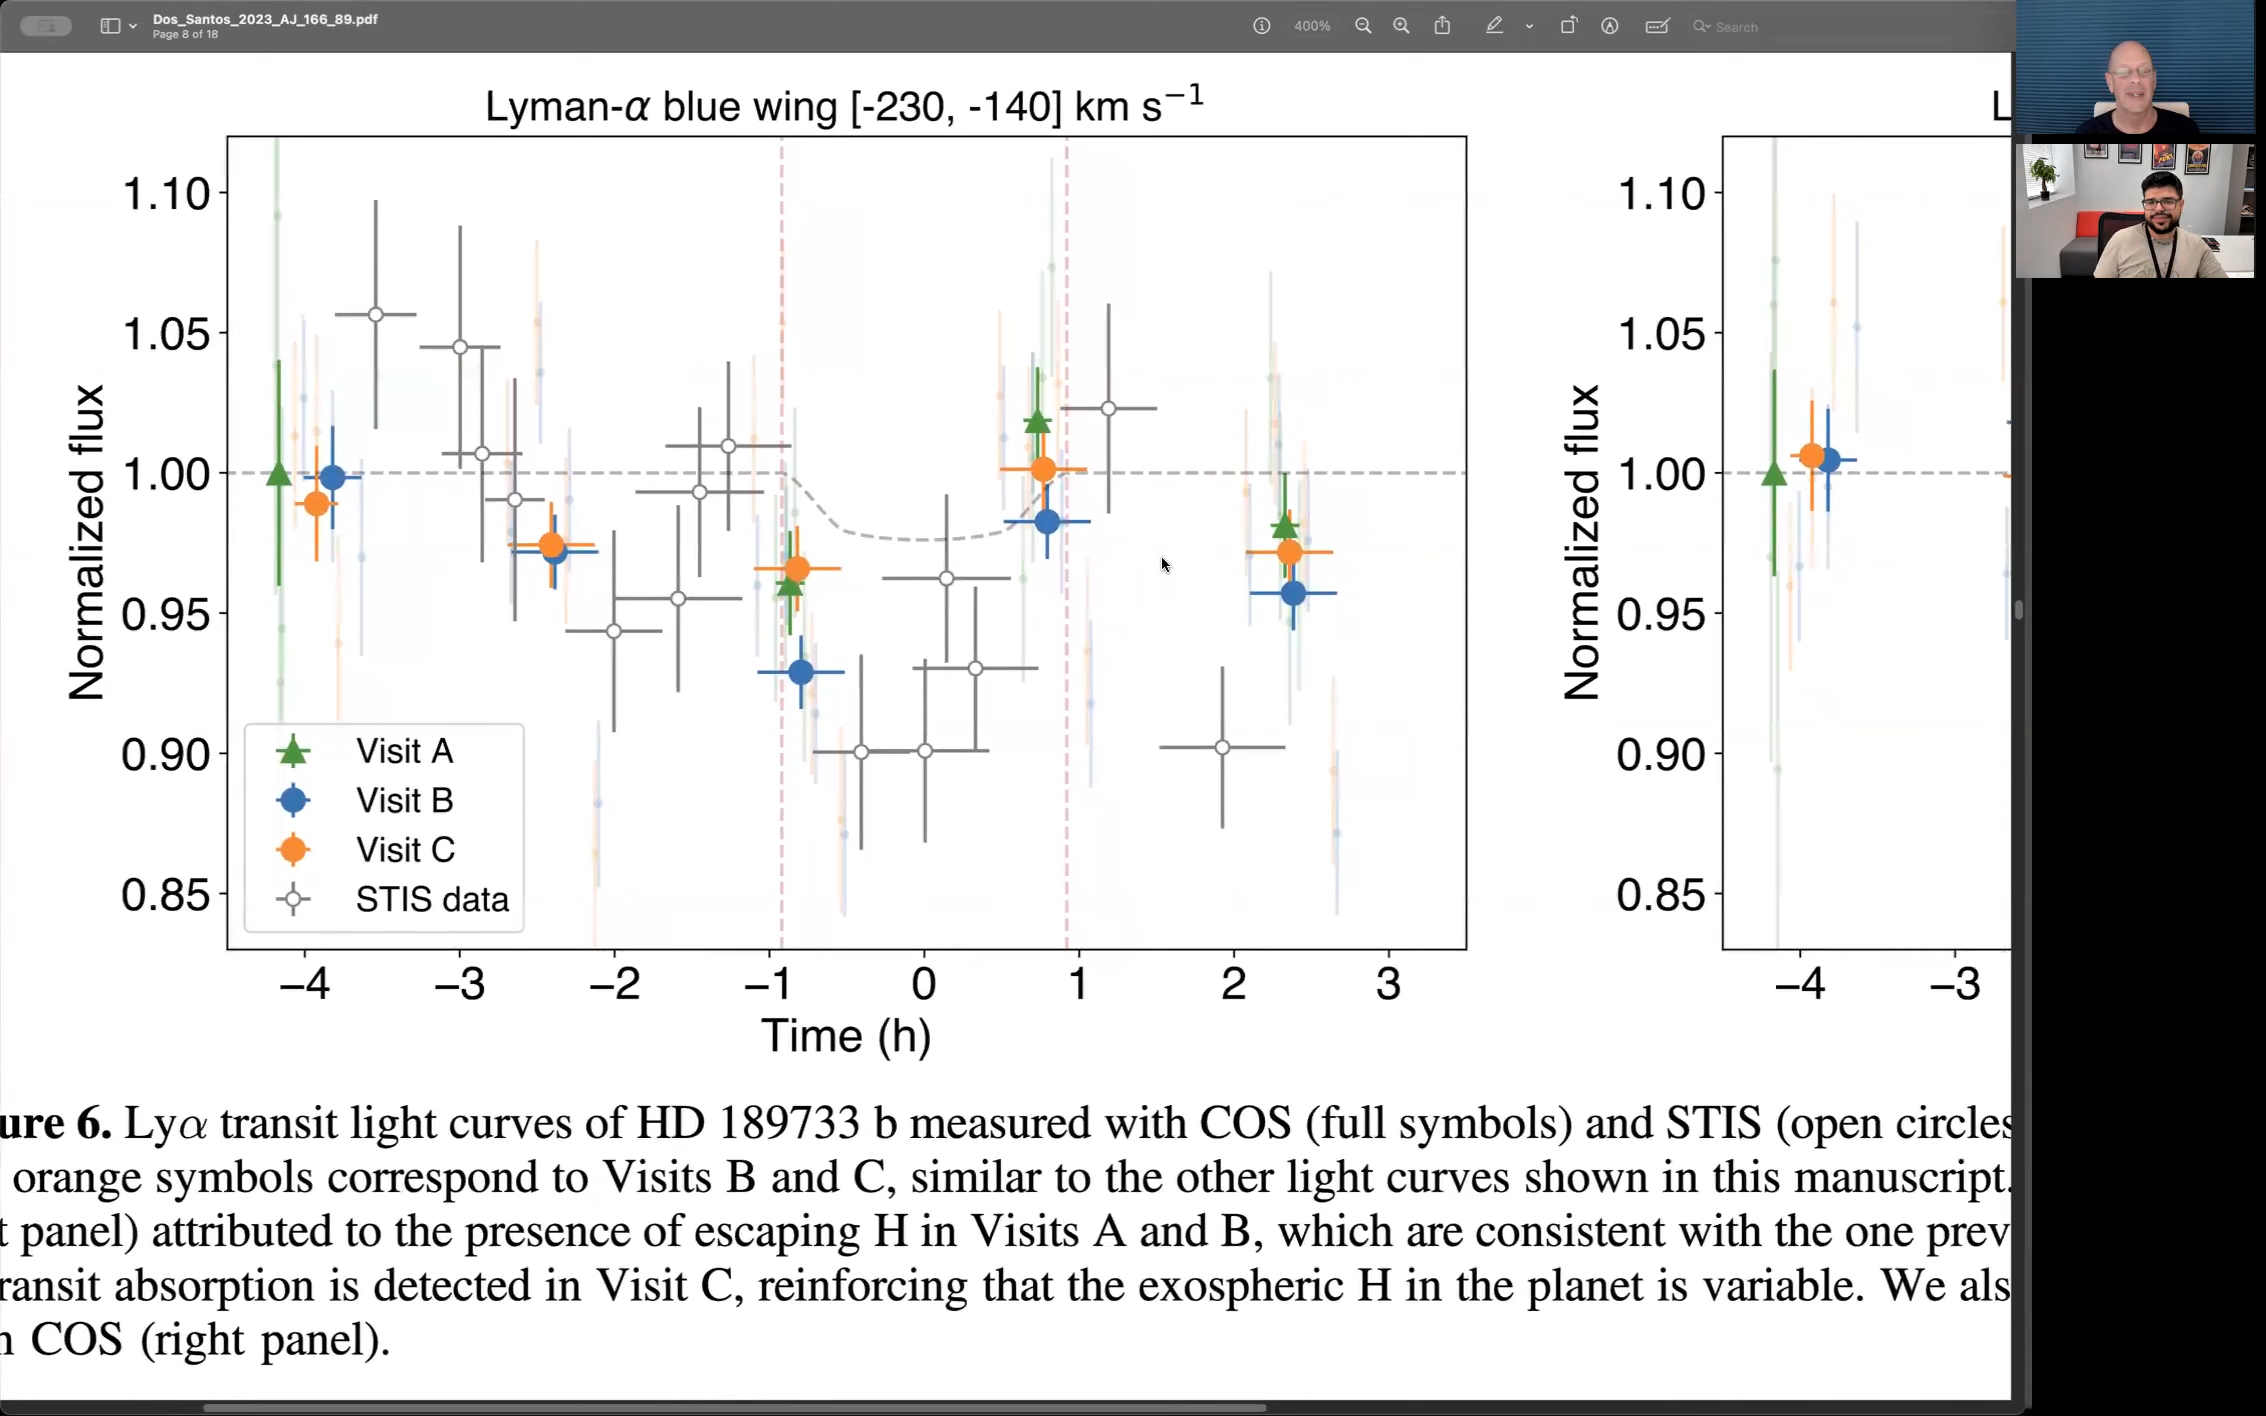 Dos_Santos_2023_AJ_166_89.pdf
Page 8 of 18
400%
Search
Lyman-α blue wing [-230, -140] km s⁻¹
L
Normalized flux
1.10
1.05
1.00
0.95
0.90
0.85
Visit A
Visit B
Visit C
STIS data
−4 −3 −2 −1 0 1 2 3
Time (h)
Normalized flux
1.10
1.05
1.00
0.95
0.90
0.85
−4 −3
ure 6. Lyα transit light curves of HD 189733 b measured with COS (full symbols) and STIS (open circles
orange symbols correspond to Visits B and C, similar to the other light curves shown in this manuscript.
t panel) attributed to the presence of escaping H in Visits A and B, which are consistent with the one prev
ransit absorption is detected in Visit C, reinforcing that the exospheric H in the planet is variable. We als
n COS (right panel).